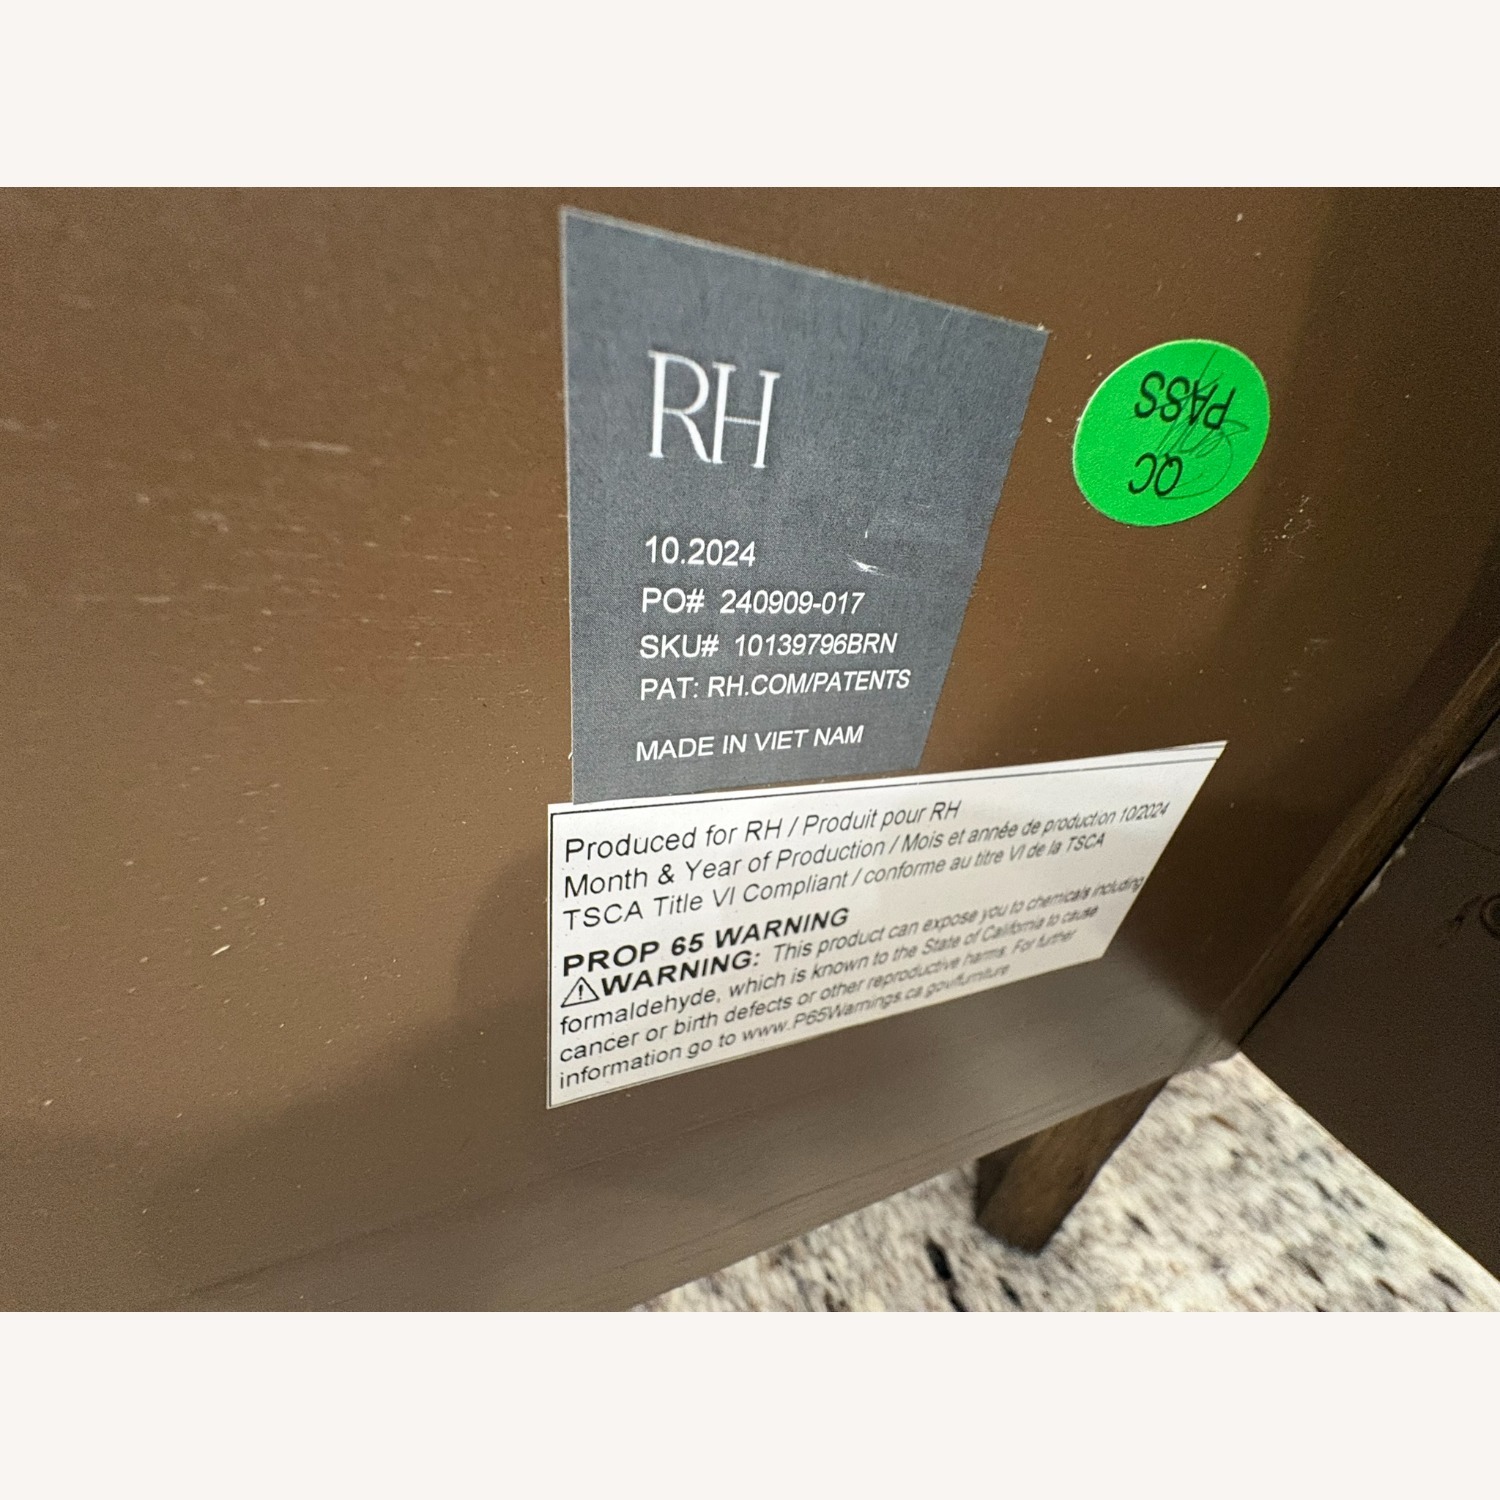 RH
10.2024
PO# 240909-017
SKU# 10139796BRN
PAT: RH.COM/PATENTS
MADE IN VIET NAM
QC
PASS
Produced for RH / Produit pour RH
Month & Year of Production / Mois et année de production 10/2024
TSCA Title VI Compliant / conforme au titre VI de la TSCA
PROP 65 WARNING
⚠WARNING: This product can expose you to chemicals including
formaldehyde, which is known to the State of California to cause
cancer or birth defects or other reproductive harms. For further
information go to www.P65Warnings.ca.gov/furniture